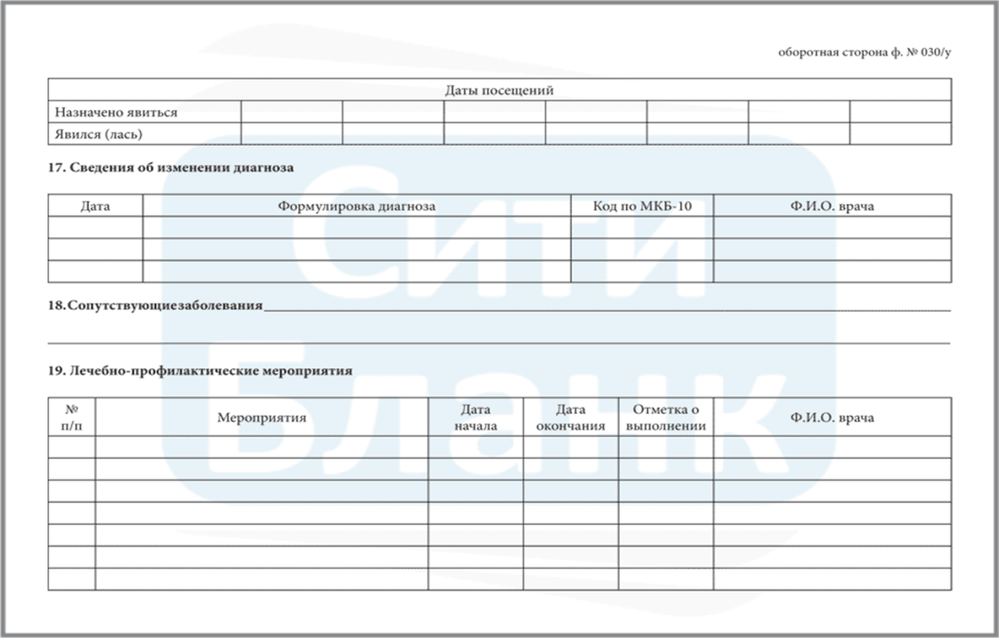 оборотная сторона ф. № 030/у
Даты посещений
Назначено явиться
Явился (лась)
17. Сведения об изменении диагноза
Дата Формулировка диагноза Код по МКБ-10 Ф.И.О. врача
18.Сопутствующиезаболевания
19. Лечебно-профилактические мероприятия
№ п/п Мероприятия Дата начала Дата окончания Отметка о выполнении Ф.И.О. врача
Сити
Бланк